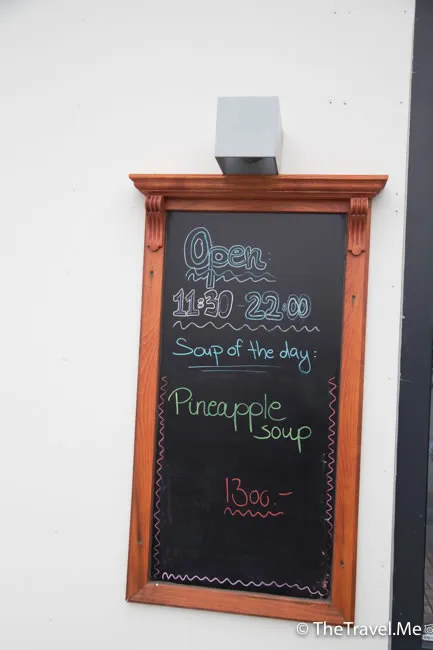 Open:
11:30 - 22:00
Soup of the day:
Pineapple
soup
1300.-
© TheTravel.Me